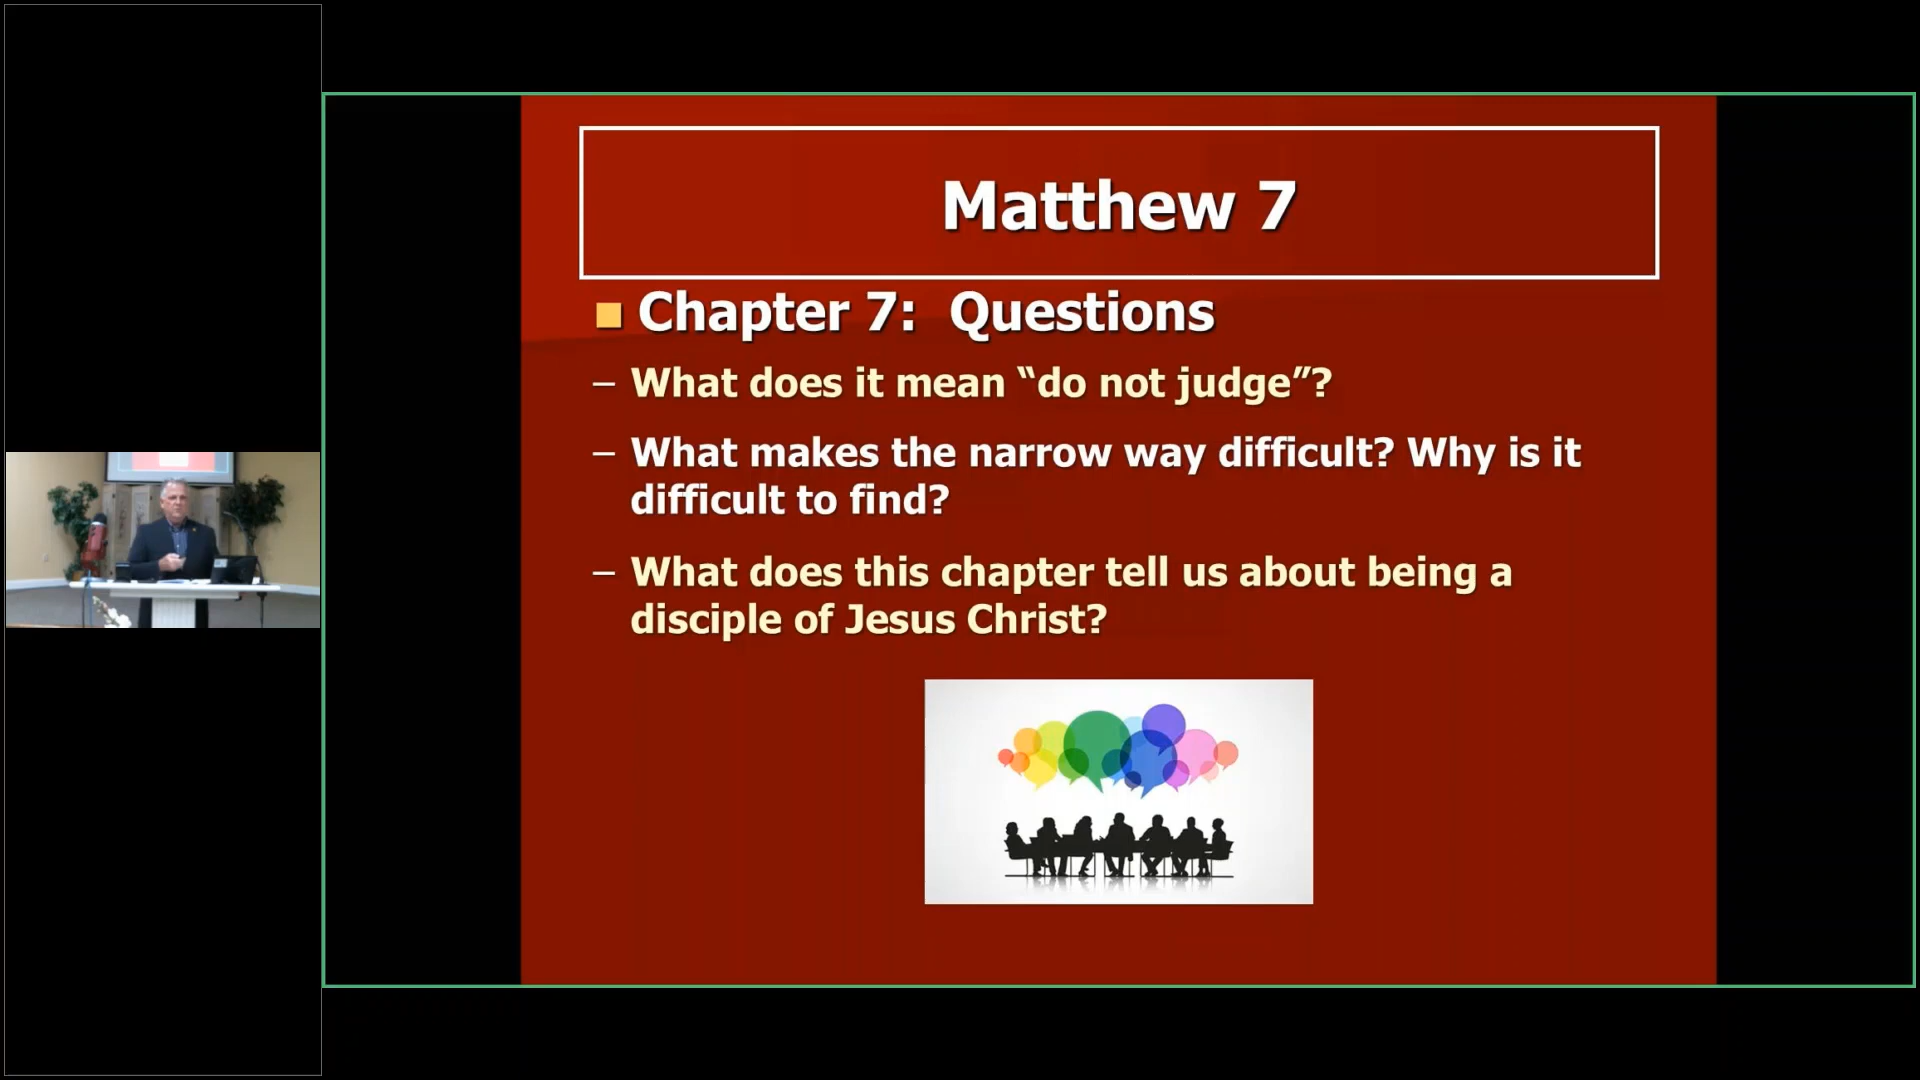 Matthew 7
Chapter 7: Questions
– What does it mean “do not judge”?
– What makes the narrow way difficult? Why is it
difficult to find?
– What does this chapter tell us about being a
disciple of Jesus Christ?